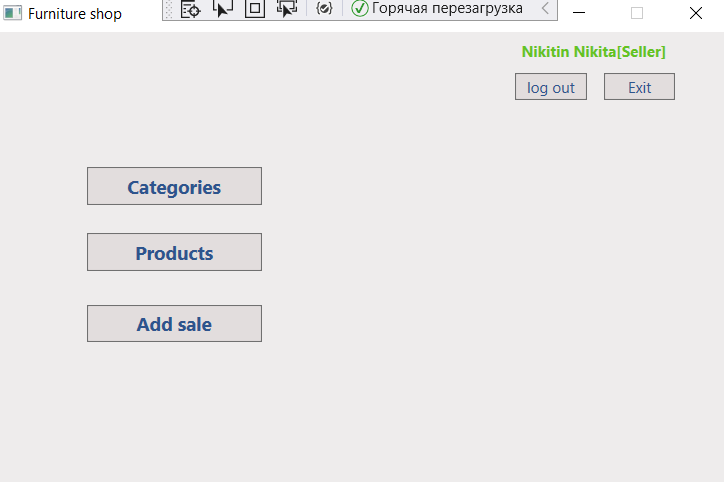 Furniture shop
Горячая перезагрузка
Nikitin Nikita[Seller]
log out
Exit
Categories
Products
Add sale